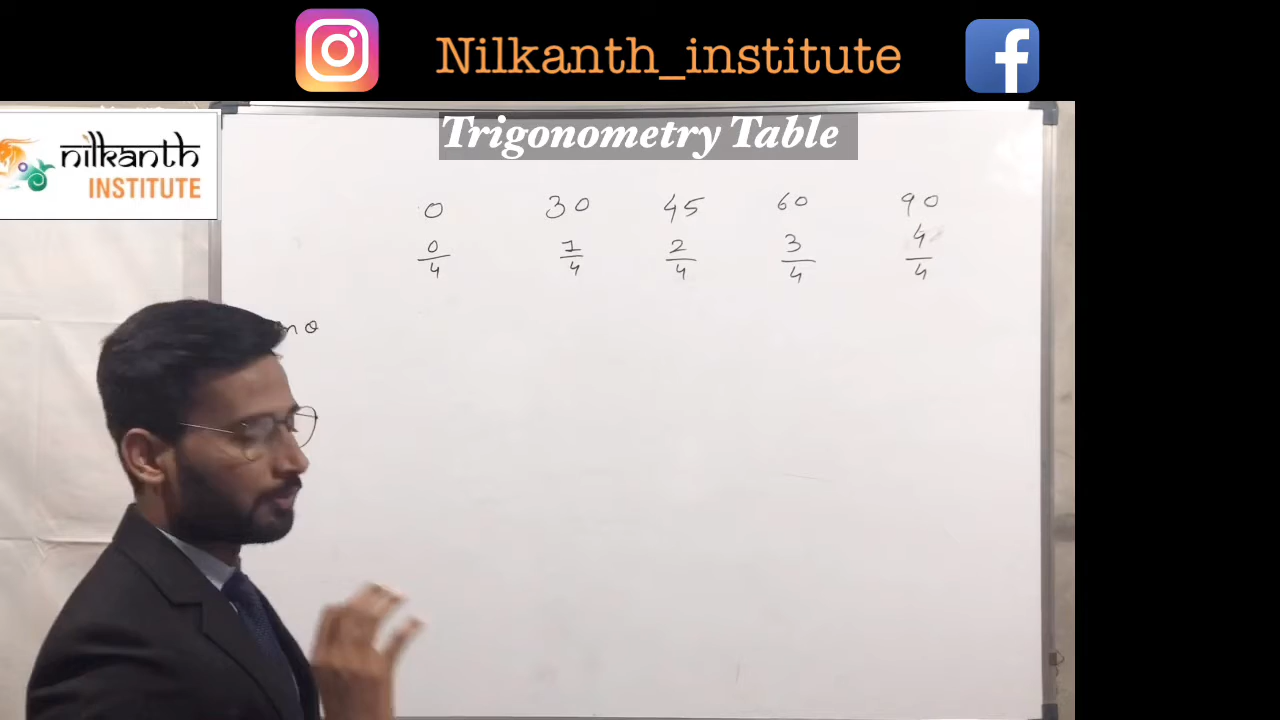 Nilkanth_institute
nilkanth
INSTITUTE
Trigonometry Table
0 30 45 60 90
0/4 1/4 2/4 3/4 4/4